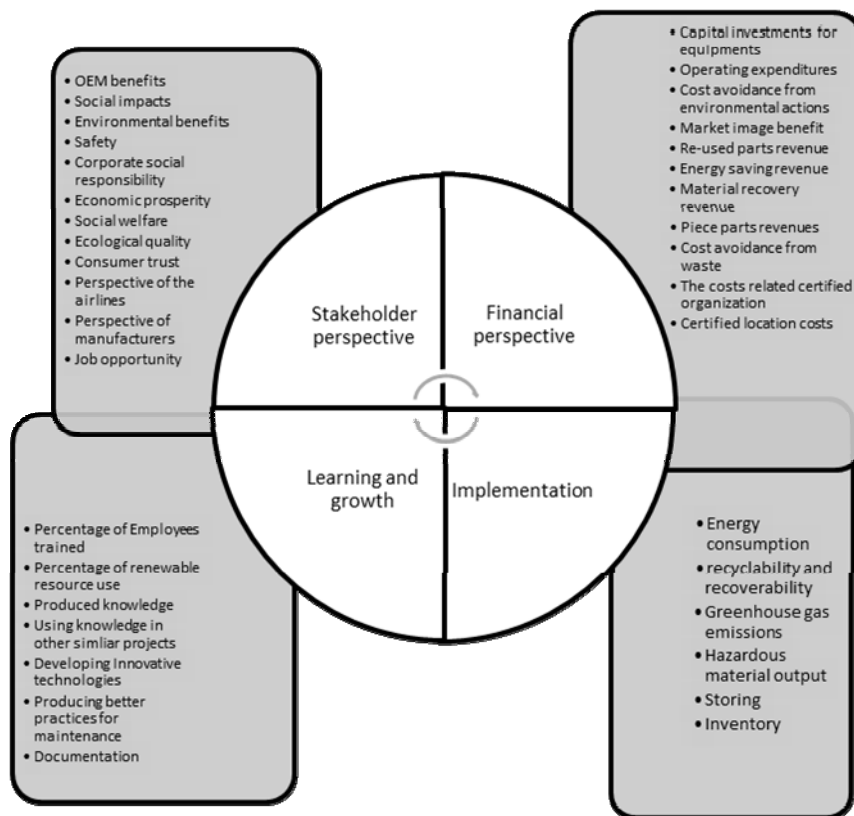 • OEM benefits
• Social impacts
• Environmental benefits
• Safety
• Corporate social
responsibility
• Economic prosperity
• Social welfare
• Ecological quality
• Consumer trust
• Perspective of the
airlines
• Perspective of
manufacturers
• Job opportunity
• Capital investments for
equipments
• Operating expenditures
• Cost avoidance from
environmental actions
• Market image benefit
• Re-used parts revenue
• Energy saving revenue
• Material recovery
revenue
• Piece parts revenues
• Cost avoidance from
waste
• The costs related certified
organization
• Certified location costs
Stakeholder
perspective
Financial
perspective
Learning and
growth
Implementation
• Percentage of Employees
trained
• Percentage of renewable
resource use
• Produced knowledge
• Using knowledge in
other simliar projects
• Developing Innovative
technologies
• Producing better
practices for
maintenance
• Documentation
• Energy
consumption
• recyclability and
recoverability
• Greenhouse gas
emissions
• Hazardous
material output
• Storing
• Inventory